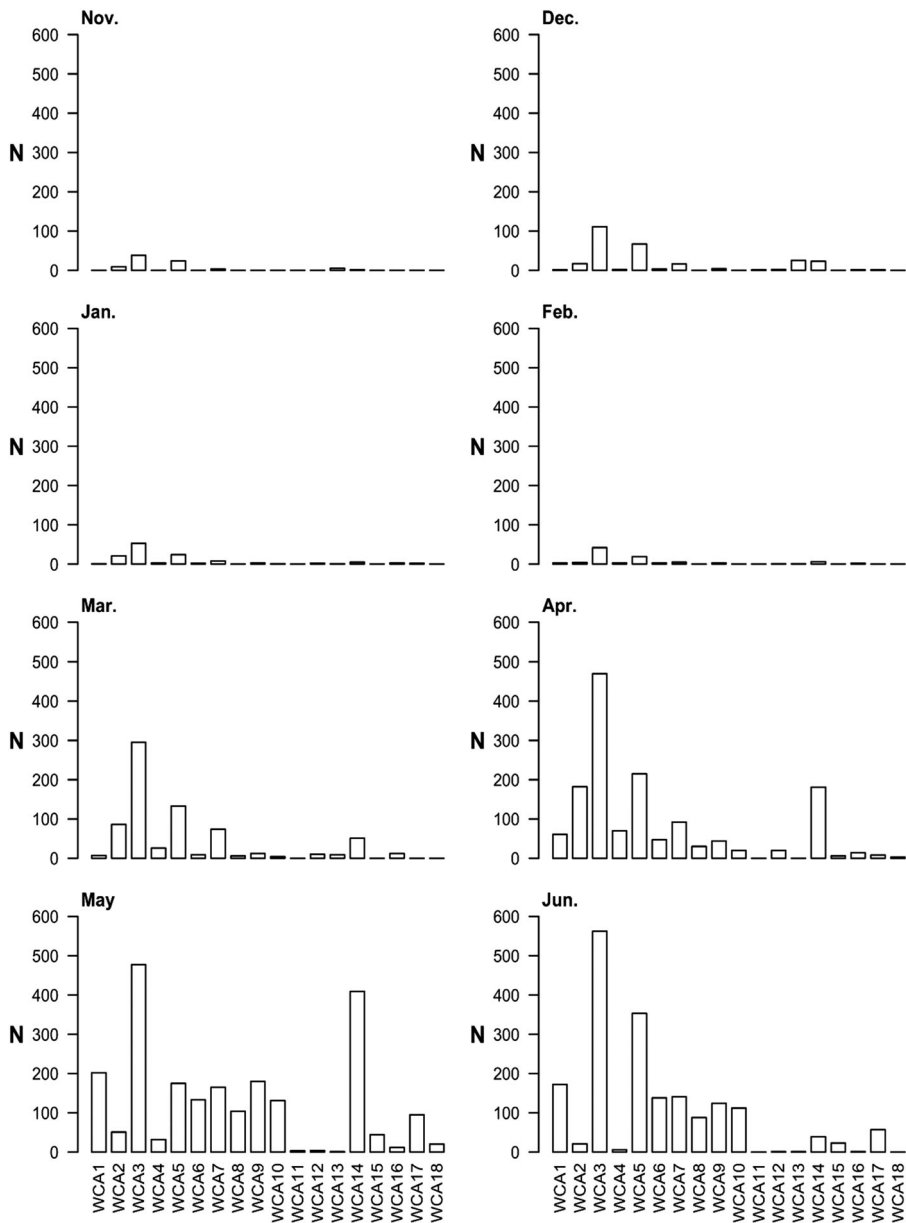 Nov.
600
500
400
300
200
100
0
N
Dec.
600
500
400
300
200
100
0
N
Jan.
600
500
400
300
200
100
0
N
Feb.
600
500
400
300
200
100
0
N
Mar.
600
500
400
300
200
100
0
N
Apr.
600
500
400
300
200
100
0
N
May
600
500
400
300
200
100
0
N
WCA1
WCA2
WCA3
WCA4
WCA5
WCA6
WCA7
WCA8
WCA9
WCA10
WCA11
WCA12
WCA13
WCA14
WCA15
WCA16
WCA17
WCA18
Jun.
600
500
400
300
200
100
0
N
WCA1
WCA2
WCA3
WCA4
WCA5
WCA6
WCA7
WCA8
WCA9
WCA10
WCA11
WCA12
WCA13
WCA14
WCA15
WCA16
WCA17
WCA18